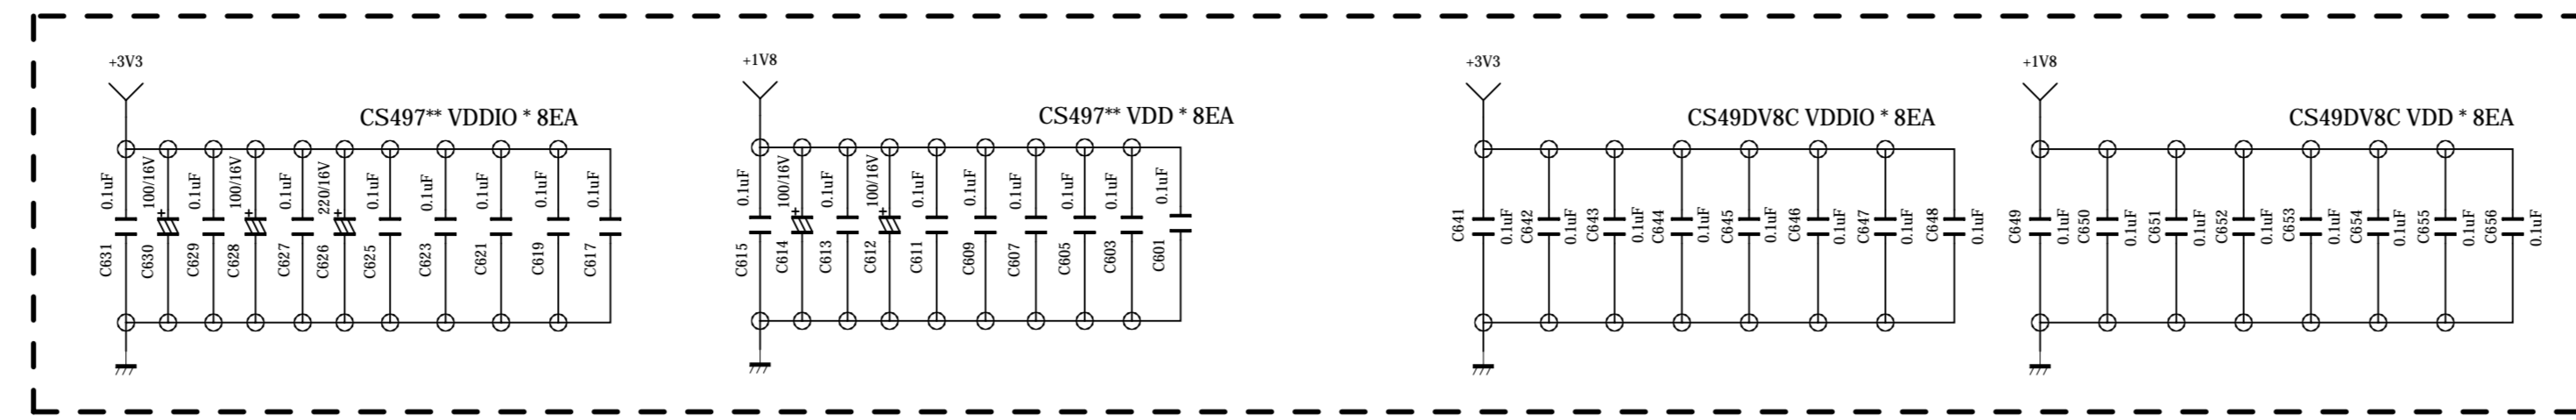 +3V3
CS497** VDDIO * 8EA
0.1uF
100/16V
0.1uF
100/16V
0.1uF
220/16V
0.1uF
0.1uF
0.1uF
0.1uF
0.1uF
+
+
+
C631
C630
C629
C628
C627
C626
C625
C623
C621
C619
C617
+1V8
CS497** VDD * 8EA
0.1uF
100/16V
0.1uF
100/16V
0.1uF
0.1uF
0.1uF
0.1uF
0.1uF
0.1uF
+
+
C615
C614
C613
C612
C611
C609
C607
C605
C603
C601
+3V3
CS49DV8C VDDIO * 8EA
C641
0.1uF
C642
0.1uF
C643
0.1uF
C644
0.1uF
C645
0.1uF
C646
0.1uF
C647
0.1uF
C648
0.1uF
+1V8
CS49DV8C VDD * 8EA
C649
0.1uF
C650
0.1uF
C651
0.1uF
C652
0.1uF
C653
0.1uF
C654
0.1uF
C655
0.1uF
C656
0.1uF